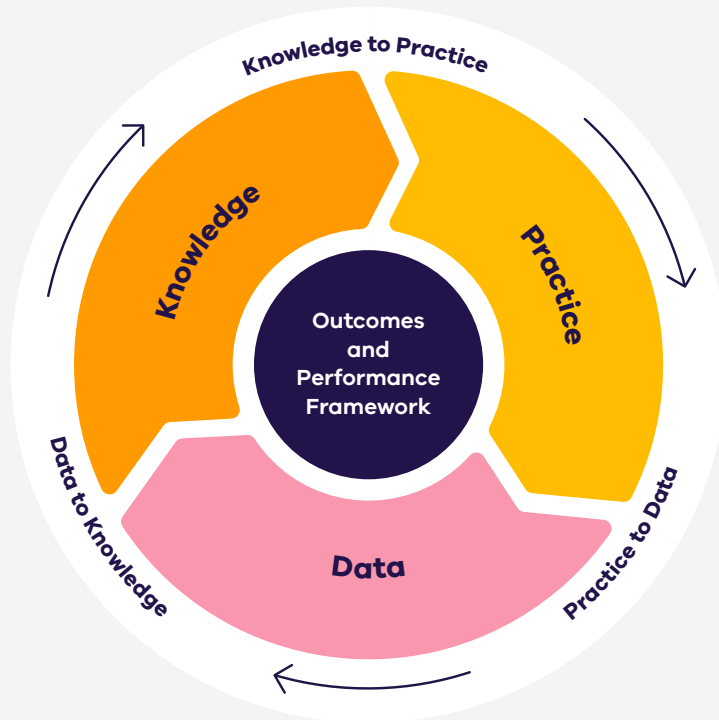 Knowledge to Practice
Knowledge
Practice
Outcomes
and
Performance
Framework
Data to Knowledge
Practice to Data
Data